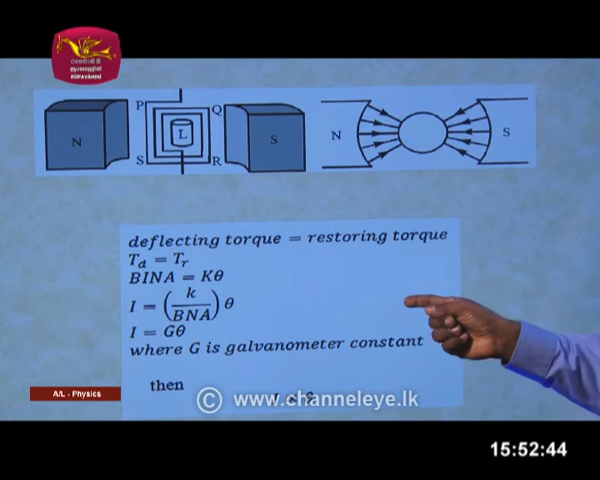 RUPAVAHINI
P
Q
N
L
S
S
R
N
S
deflecting torque = restoring torque
T_d = T_r
BINA = Kθ
I = (k/BNA) θ
I = Gθ
where G is galvanometer constant
then
A/L - Physics
© www.channeleye.lk
15:52:44